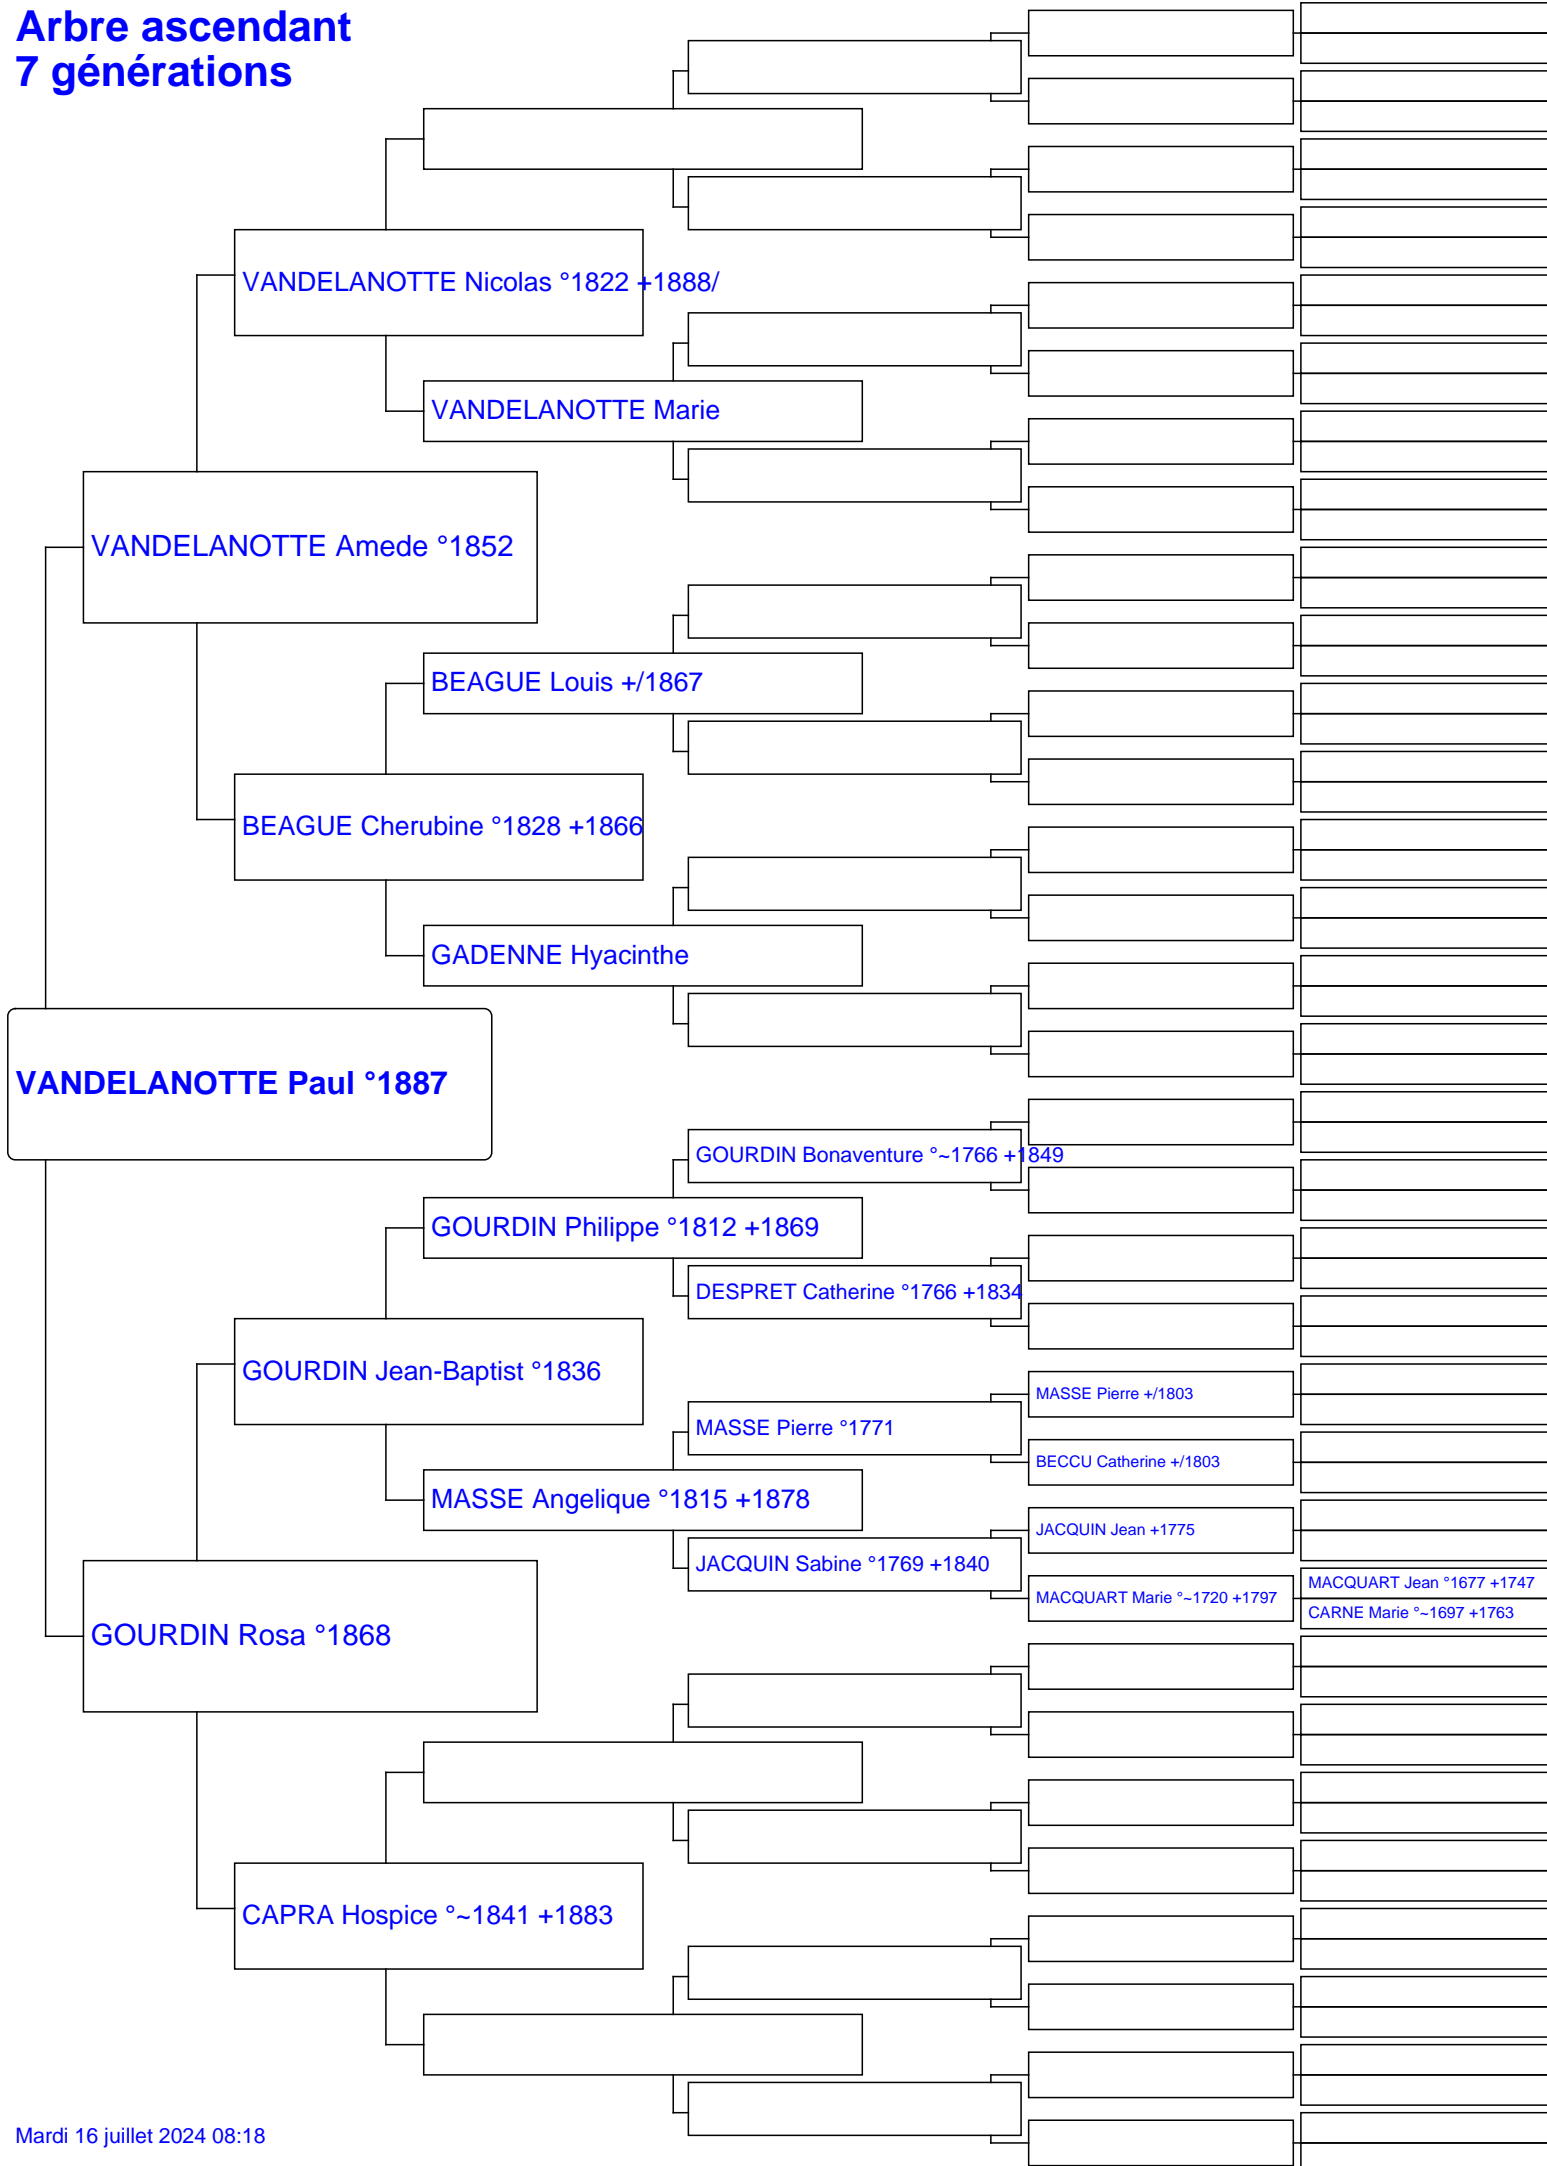 Arbre ascendant
7 générations
VANDELANOTTE Nicolas °1822 +1888/
VANDELANOTTE Marie
VANDELANOTTE Amede °1852
BEAGUE Louis +/1867
BEAGUE Cherubine °1828 +1866
GADENNE Hyacinthe
VANDELANOTTE Paul °1887
GOURDIN Bonaventure °~1766 +1849
GOURDIN Philippe °1812 +1869
DESPRET Catherine °1766 +1834
GOURDIN Jean-Baptist °1836
MASSE Pierre +/1803
MASSE Pierre °1771
BECCU Catherine +/1803
MASSE Angelique °1815 +1878
JACQUIN Jean +1775
JACQUIN Sabine °1769 +1840
MACQUART Jean °1677 +1747
MACQUART Marie °~1720 +1797
CARNE Marie °~1697 +1763
GOURDIN Rosa °1868
CAPRA Hospice °~1841 +1883
Mardi 16 juillet 2024 08:18